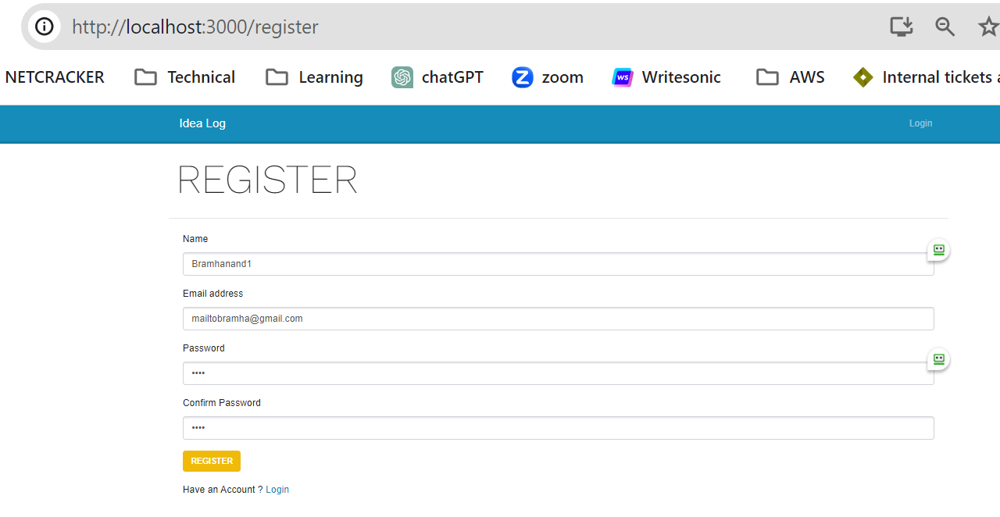 http://localhost:3000/register
NETCRACKER Technical Learning chatGPT zoom WS Writesonic AWS Internal tickets a
Idea Log Login
REGISTER
Name
Bramhanand1
Email address
mailtobramha@gmail.com
Password
••••
Confirm Password
••••
REGISTER
Have an Account ? Login